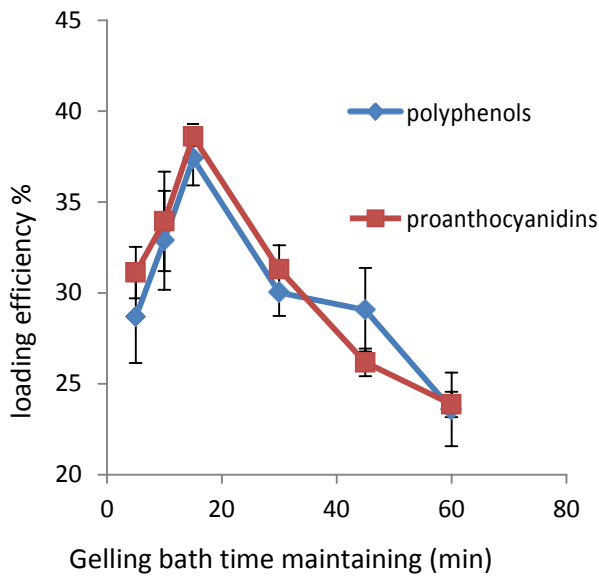 45
40
35
30
25
20
0
20
40
60
80
loading efficiency %
Gelling bath time maintaining (min)
polyphenols
proanthocyanidins